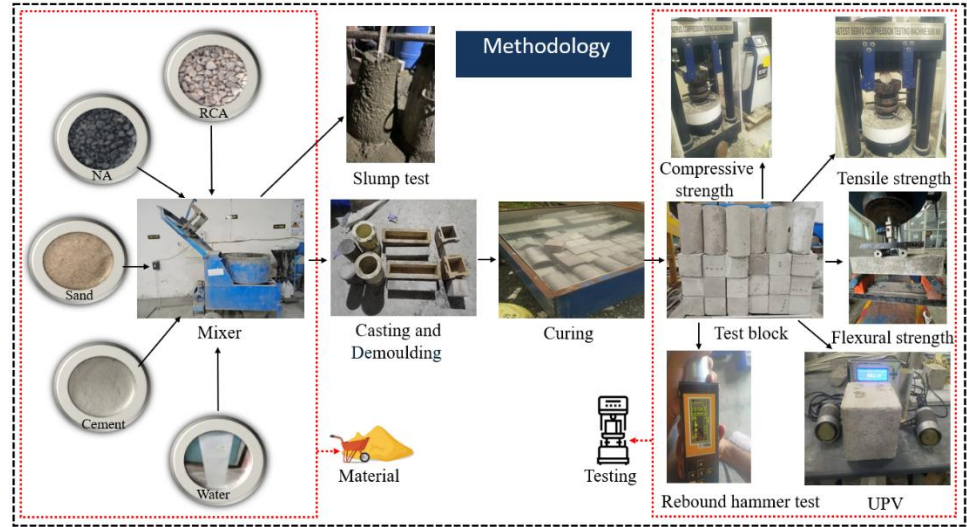 Methodology
RCA
NA
Sand
Cement
Water
Mixer
Slump test
Casting and
Demoulding
Curing
Compressive
strength
Tensile strength
Test block
Flexural strength
Rebound hammer test
UPV
Material
Testing